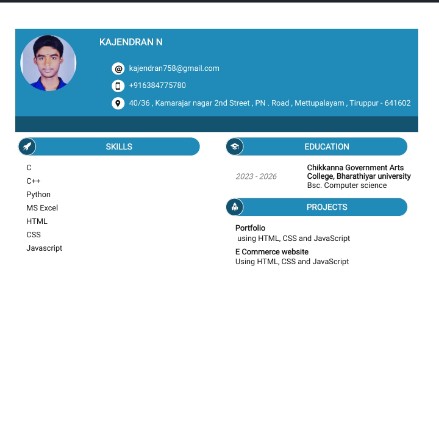 KAJENDRAN N
kajendran758@gmail.com
+916384775780
40/36 , Kamarajar nagar 2nd Street , PN . Road , Mettupalayam , Tiruppur - 641602
SKILLS
C
C++
Python
MS Excel
HTML
CSS
Javascript
EDUCATION
2023 - 2026
Chikkanna Government Arts
College, Bharathiyar university
Bsc. Computer science
PROJECTS
Portfolio
using HTML, CSS and JavaScript
E Commerce website
Using HTML, CSS and JavaScript